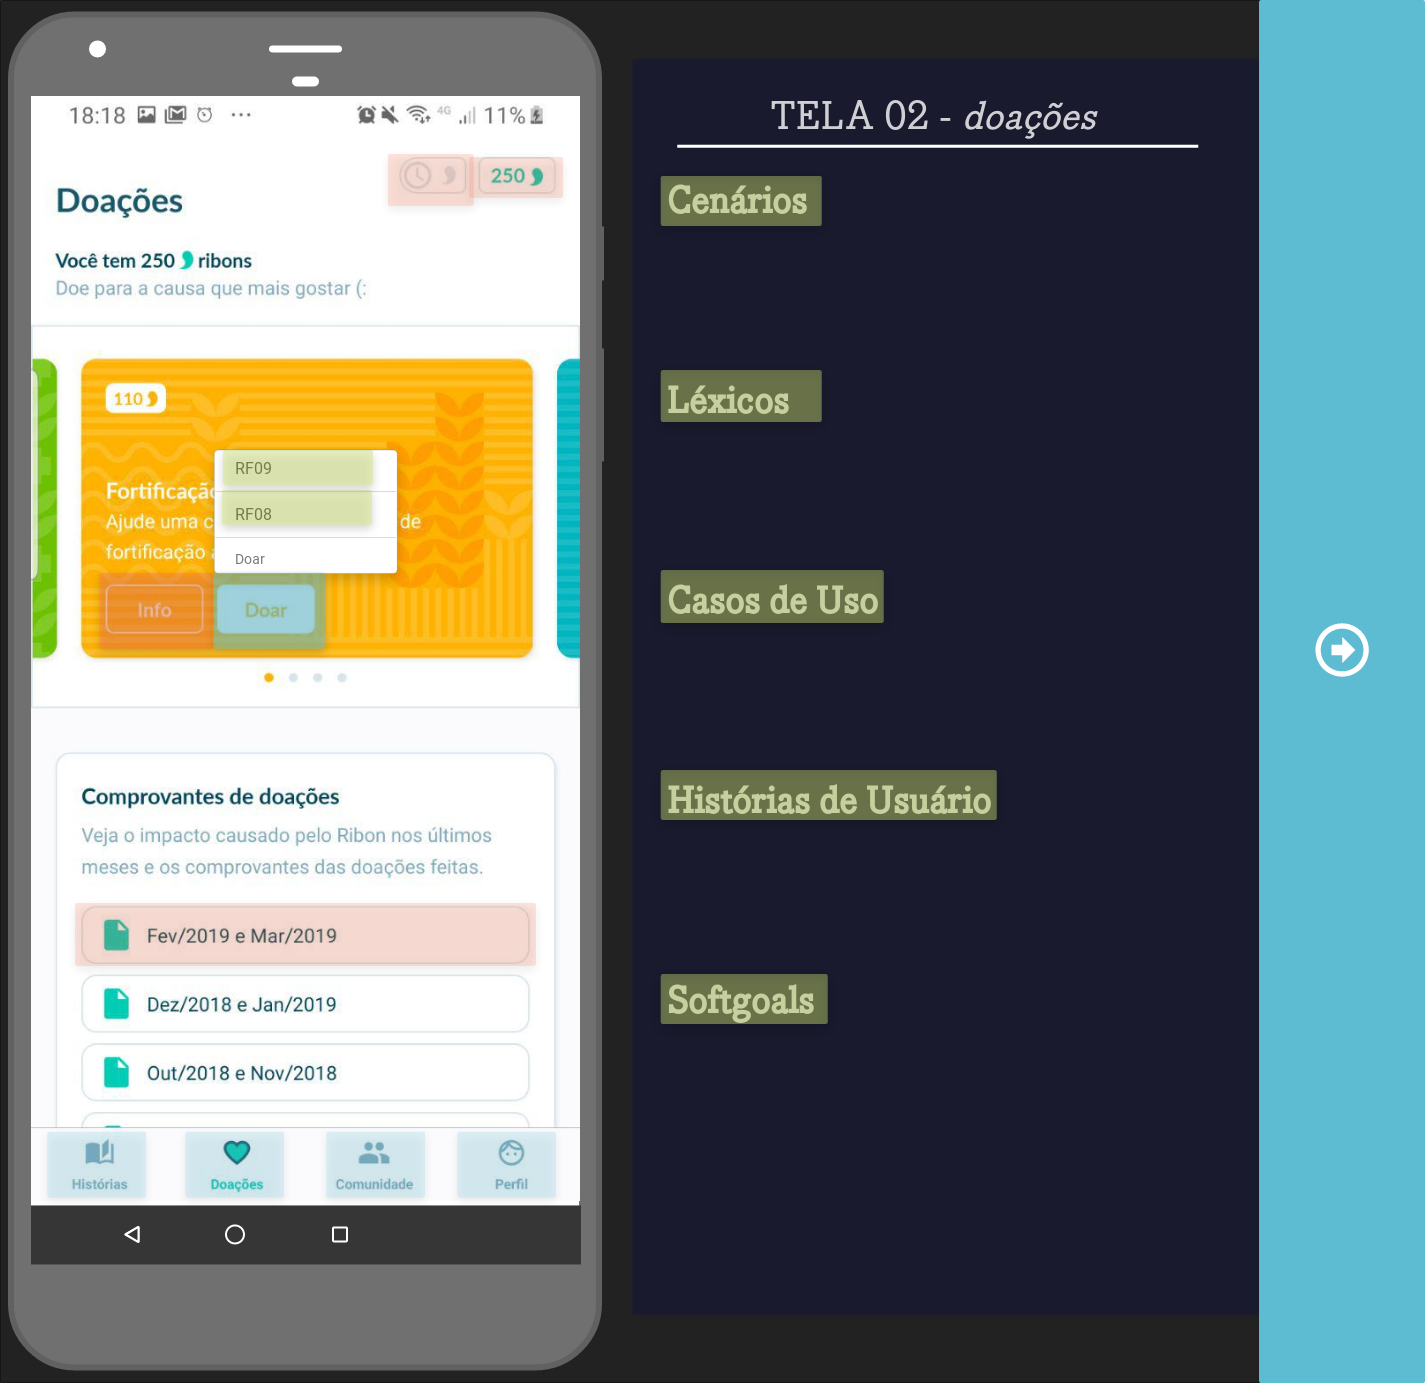 18:18
4G
11%
250
Doações
Você tem 250 ribons
Doe para a causa que mais gostar (:
110
RF09
RF08
Doar
Ajude uma de
fortificação
Info Doar
Comprovantes de doações
Veja o impacto causado pelo Ribon nos últimos
meses e os comprovantes das doações feitas.
Fev/2019 e Mar/2019
Dez/2018 e Jan/2019
Out/2018 e Nov/2018
Histórias Doações Comunidade Perfil
TELA 02 - doações
Cenários
Léxicos
Casos de Uso
Histórias de Usuário
Softgoals